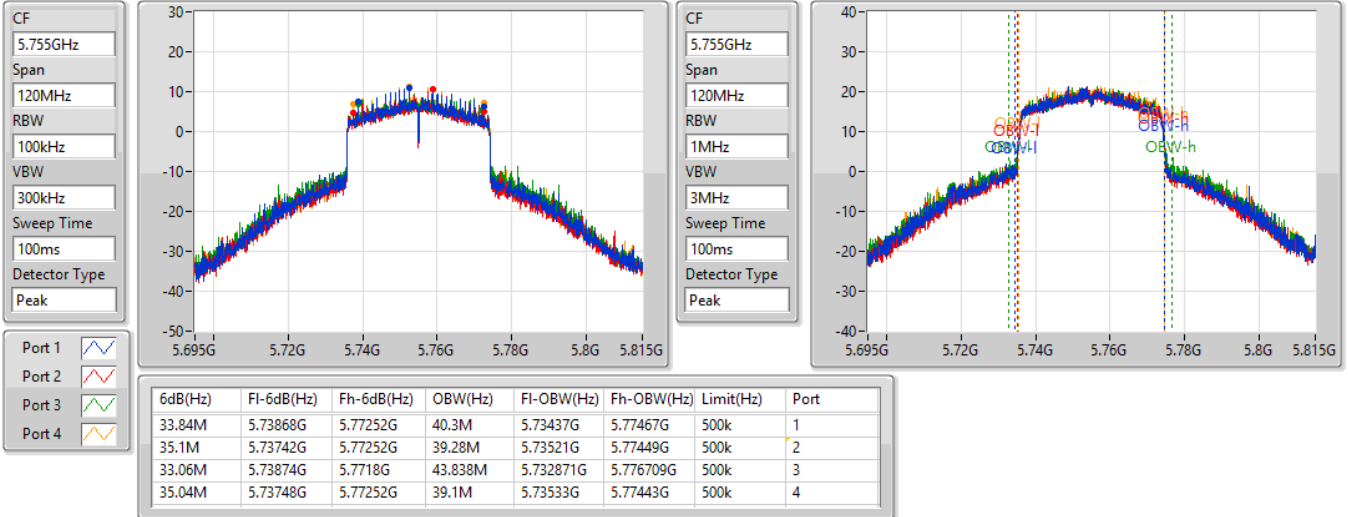 CF
5.755GHz
Span
120MHz
RBW
100kHz
VBW
300kHz
Sweep Time
100ms
Detector Type
Peak
30
20
10
0
-10
-20
-30
-40
-50
5.695G 5.72G 5.74G 5.76G 5.78G 5.8G 5.815G
CF
5.755GHz
Span
120MHz
RBW
1MHz
VBW
3MHz
Sweep Time
100ms
Detector Type
Peak
40
30
20
10
0
-10
-20
-30
-40
OBW-l OBW-h
OBW-l OBW-h
OBW-l OBW-h
OBW-l OBW-h
5.695G 5.72G 5.74G 5.76G 5.78G 5.8G 5.815G
Port 1
Port 2
Port 3
Port 4
6dB(Hz) Fl-6dB(Hz) Fh-6dB(Hz) OBW(Hz) Fl-OBW(Hz) Fh-OBW(Hz) Limit(Hz) Port
33.84M 5.73868G 5.77252G 40.3M 5.73437G 5.77467G 500k 1
35.1M 5.73742G 5.77252G 39.28M 5.73521G 5.77449G 500k 2
33.06M 5.73874G 5.7718G 43.838M 5.732871G 5.776709G 500k 3
35.04M 5.73748G 5.77252G 39.1M 5.73533G 5.77443G 500k 4